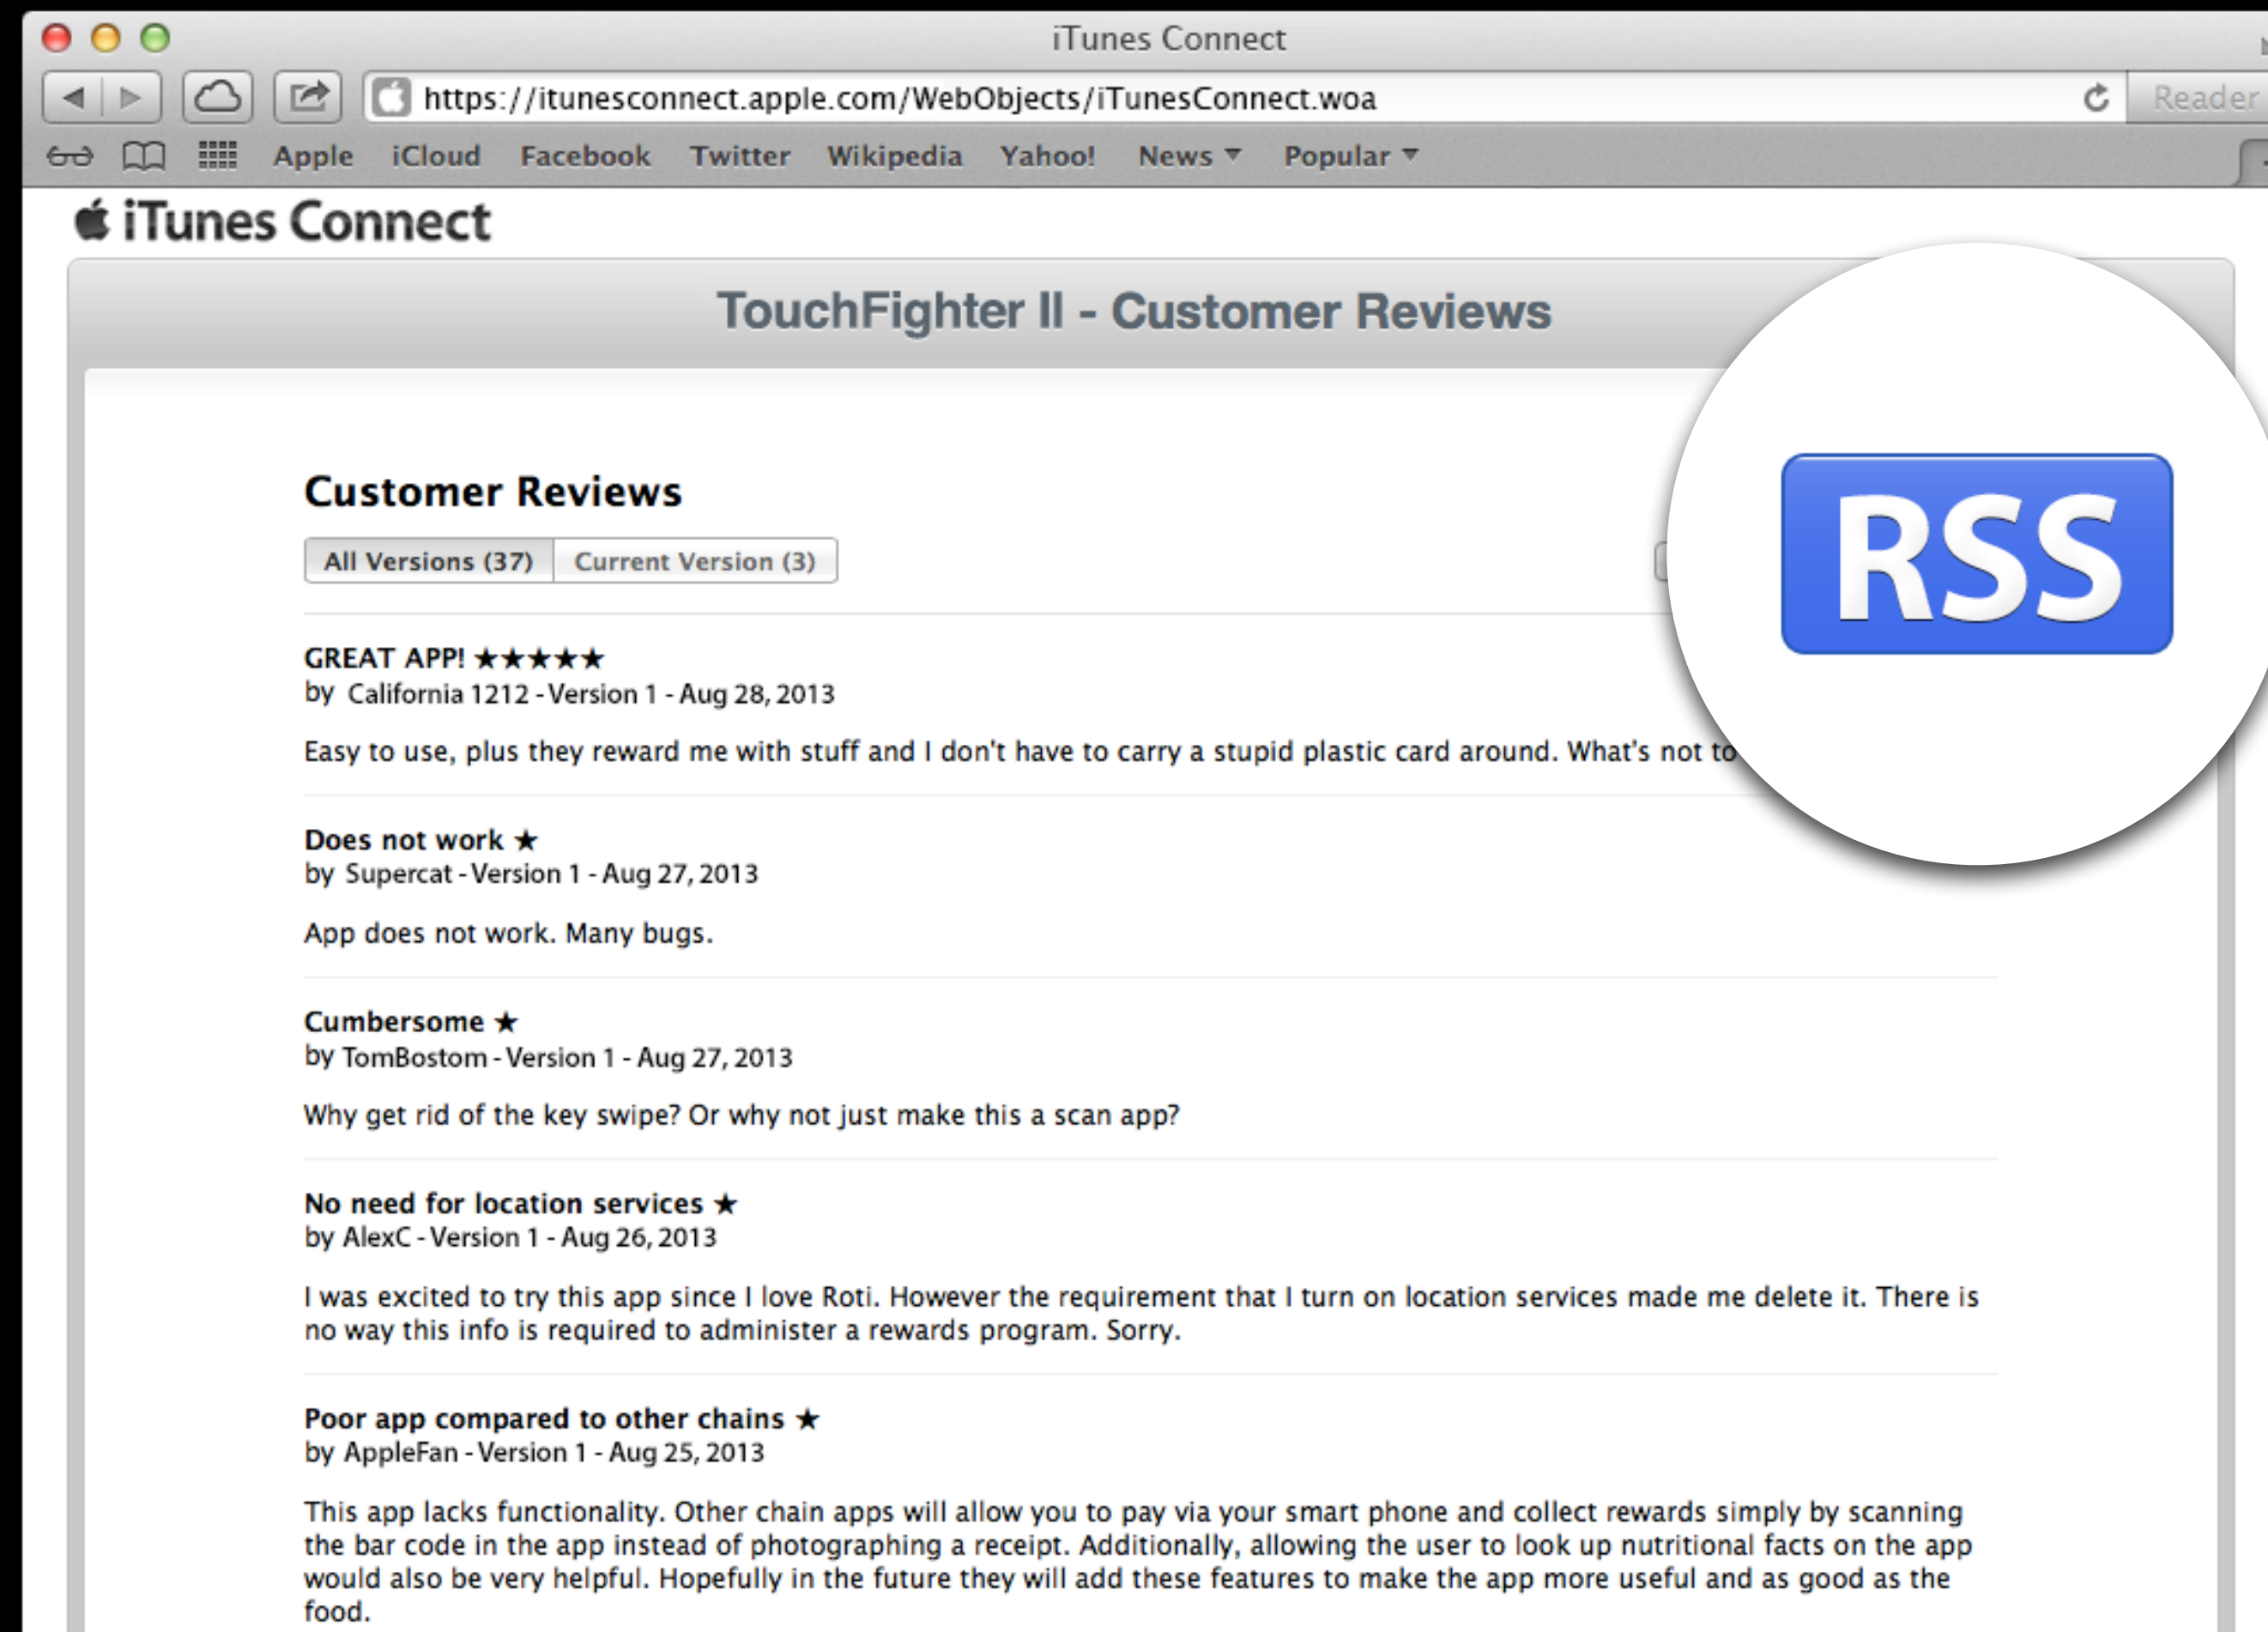 iTunes Connect
https://itunesconnect.apple.com/WebObjects/iTunesConnect.woa
Reader
Apple iCloud Facebook Twitter Wikipedia Yahoo! News Popular
iTunes Connect
TouchFighter II - Customer Reviews
Customer Reviews
All Versions (37) Current Version (3)
RSS
GREAT APP! ★★★★★
by California 1212 - Version 1 - Aug 28, 2013
Easy to use, plus they reward me with stuff and I don't have to carry a stupid plastic card around. What's not to
Does not work ★
by Supercat - Version 1 - Aug 27, 2013
App does not work. Many bugs.
Cumbersome ★
by TomBostom - Version 1 - Aug 27, 2013
Why get rid of the key swipe? Or why not just make this a scan app?
No need for location services ★
by AlexC - Version 1 - Aug 26, 2013
I was excited to try this app since I love Roti. However the requirement that I turn on location services made me delete it. There is
no way this info is required to administer a rewards program. Sorry.
Poor app compared to other chains ★
by AppleFan - Version 1 - Aug 25, 2013
This app lacks functionality. Other chain apps will allow you to pay via your smart phone and collect rewards simply by scanning
the bar code in the app instead of photographing a receipt. Additionally, allowing the user to look up nutritional facts on the app
would also be very helpful. Hopefully in the future they will add these features to make the app more useful and as good as the
food.